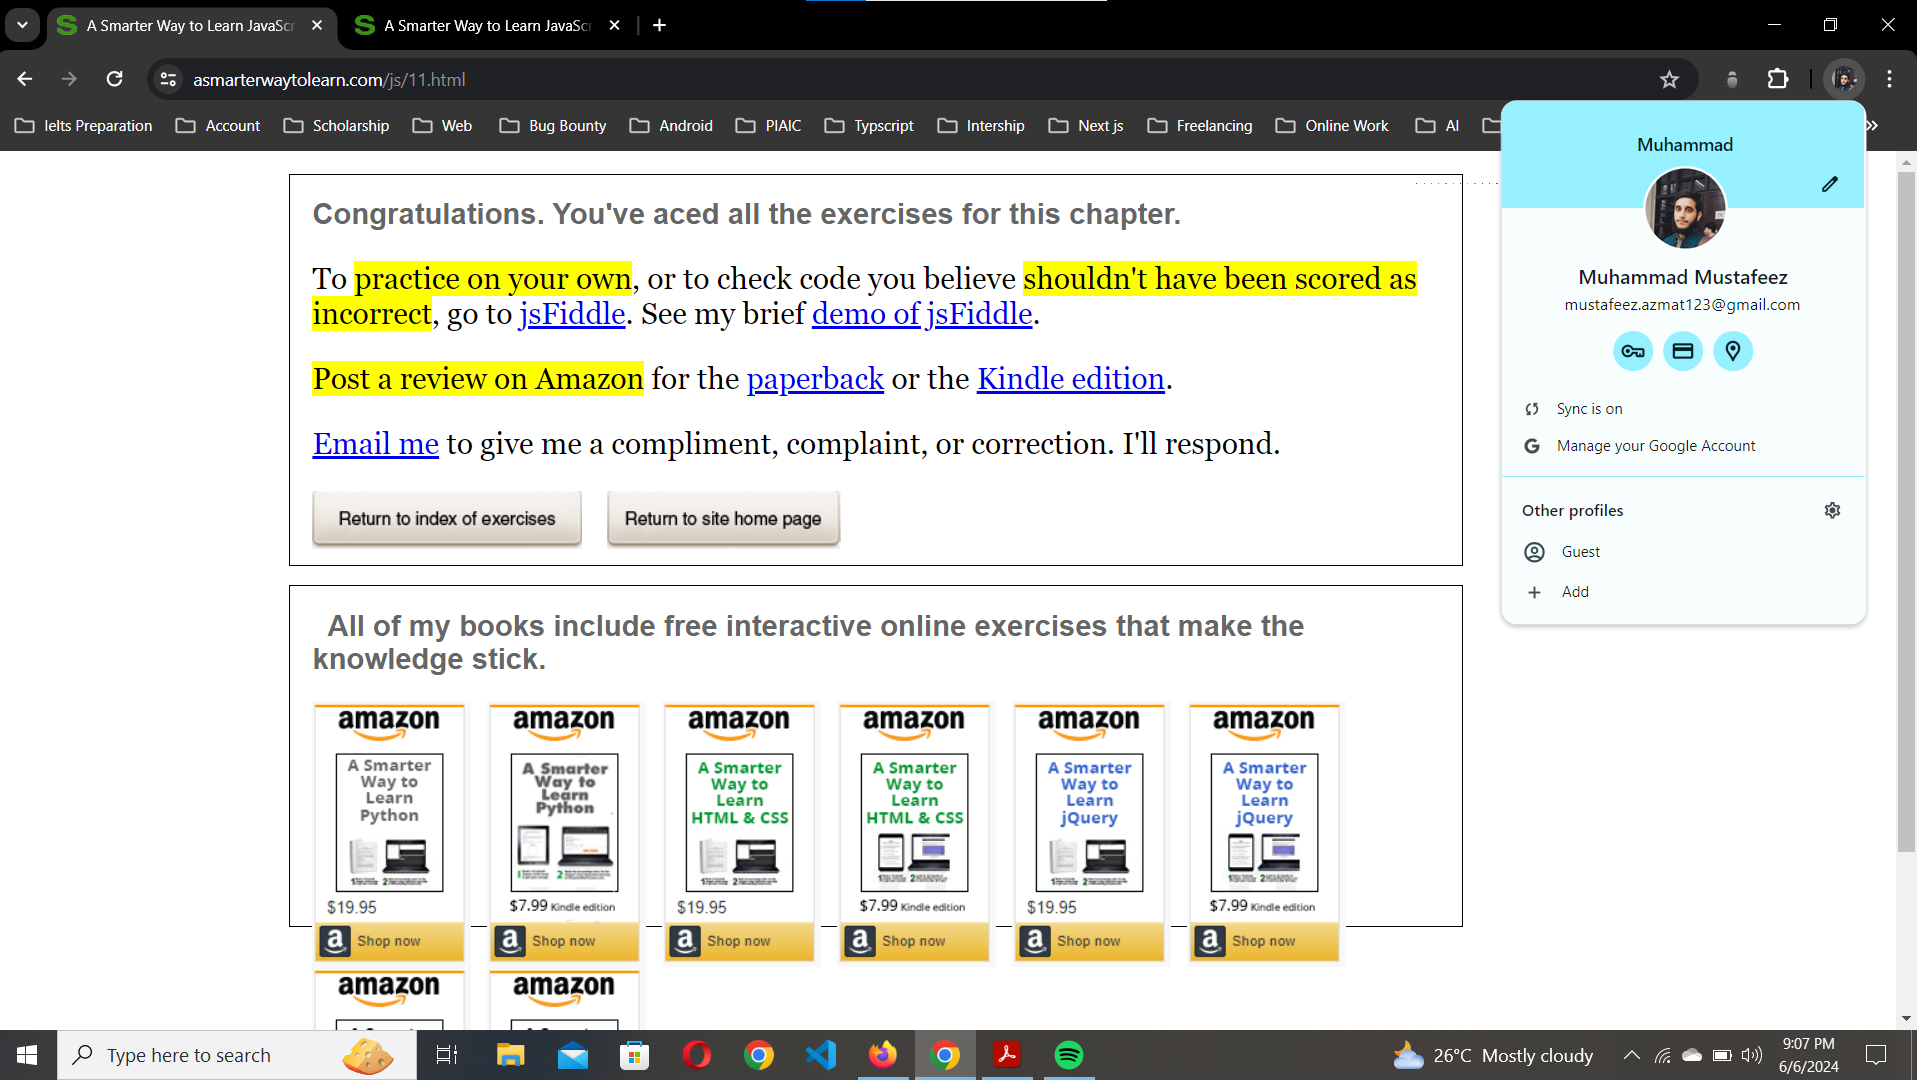 A Smarter Way to Learn JavaScr
A Smarter Way to Learn JavaScr
asmarterwaytolearn.com/js/11.html
Ielts Preparation
Account
Scholarship
Web
Bug Bounty
Android
PIAIC
Typscript
Intership
Next js
Freelancing
Online Work
AI
Congratulations. You've aced all the exercises for this chapter.
To practice on your own, or to check code you believe shouldn't have been scored as
incorrect, go to jsFiddle. See my brief demo of jsFiddle.
Post a review on Amazon for the paperback or the Kindle edition.
Email me to give me a compliment, complaint, or correction. I'll respond.
Return to index of exercises
Return to site home page
Muhammad
Muhammad Mustafeez
mustafeez.azmat123@gmail.com
Sync is on
Manage your Google Account
Other profiles
Guest
Add
All of my books include free interactive online exercises that make the
knowledge stick.
amazon
A Smarter
Way to
Learn
Python
$19.95
Shop now
amazon
A Smarter
Way to
Learn
Python
$7.99 Kindle edition
Shop now
amazon
A Smarter
Way to
Learn
HTML & CSS
$19.95
Shop now
amazon
A Smarter
Way to
Learn
HTML & CSS
$7.99 Kindle edition
Shop now
amazon
A Smarter
Way to
Learn
jQuery
$19.95
Shop now
amazon
A Smarter
Way to
Learn
jQuery
$7.99 Kindle edition
Shop now
amazon
amazon
Type here to search
26°C Mostly cloudy
9:07 PM
6/6/2024